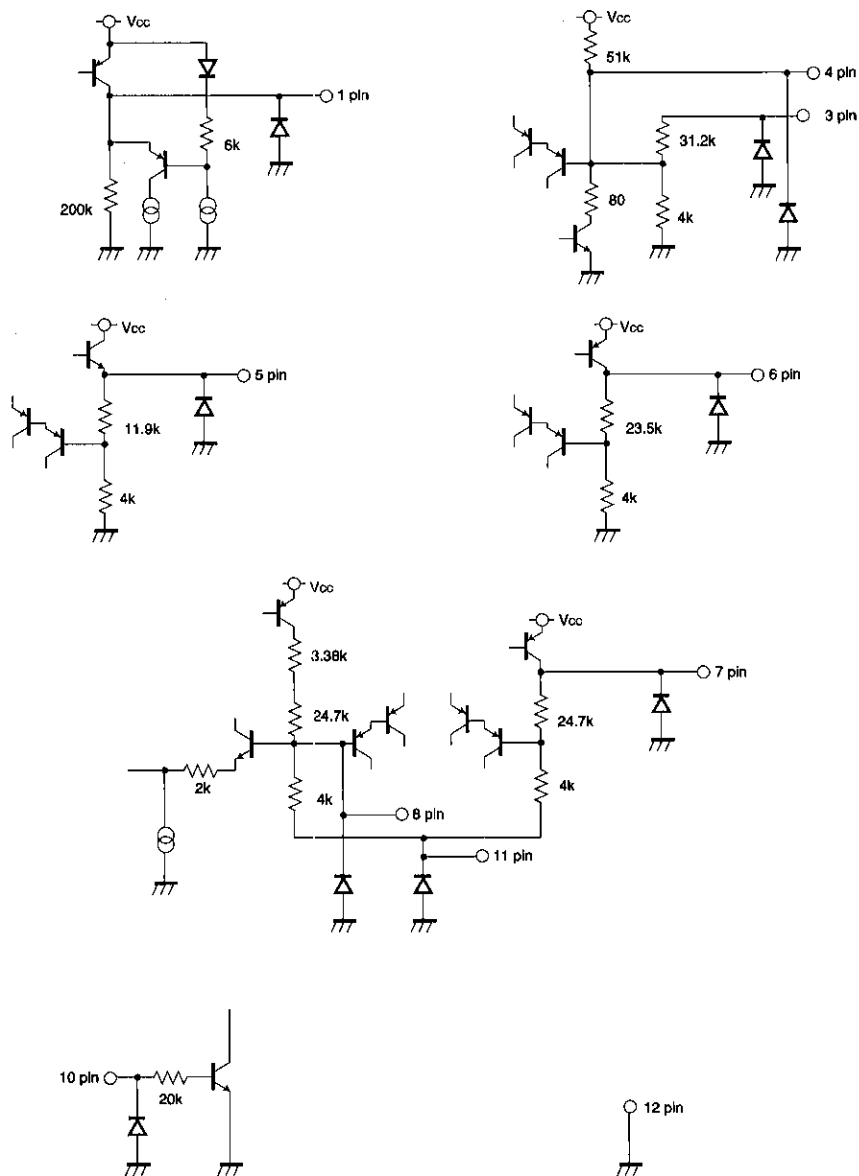 Vcc
1 pin
6k
200k
Vcc
51k
4 pin
3 pin
31.2k
80
4k
Vcc
5 pin
11.9k
4k
Vcc
6 pin
23.5k
4k
Vcc
3.38k
24.7k
2k
4k
8 pin
11 pin
Vcc
7 pin
24.7k
4k
10 pin
20k
12 pin